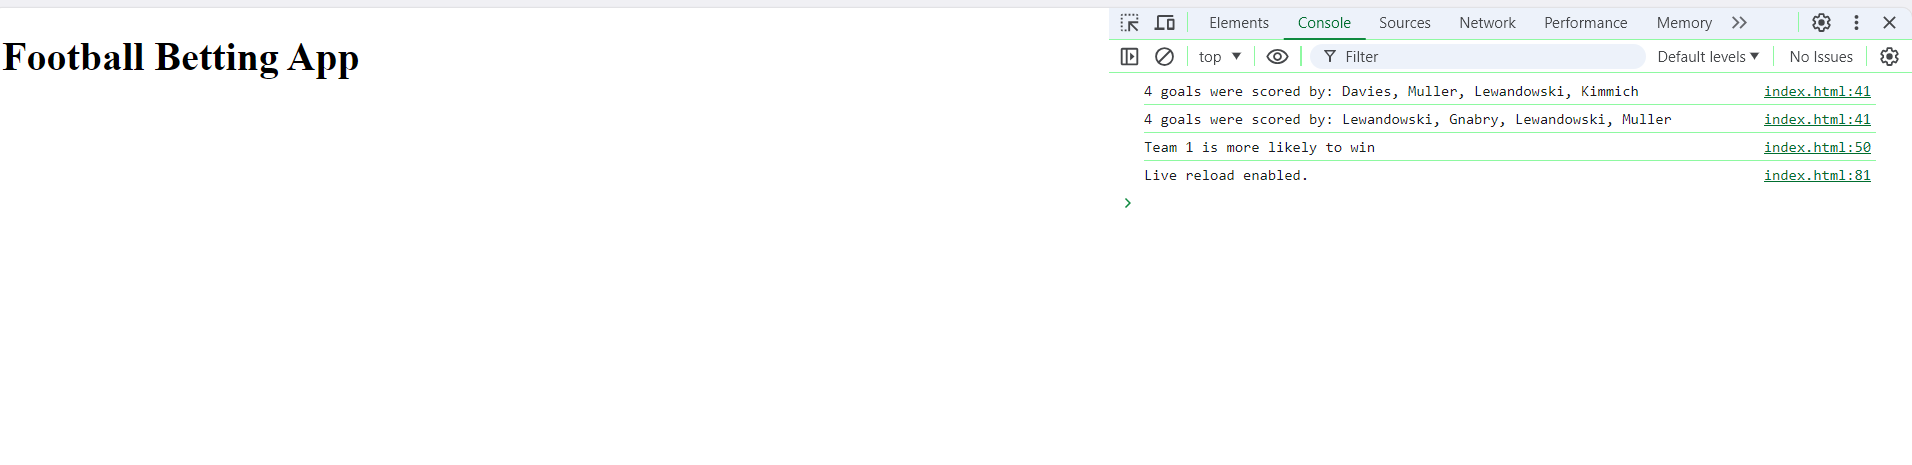 Football Betting App
Elements Console Sources Network Performance Memory
top Filter Default levels No Issues
4 goals were scored by: Davies, Muller, Lewandowski, Kimmich index.html:41
4 goals were scored by: Lewandowski, Gnabry, Lewandowski, Muller index.html:41
Team 1 is more likely to win index.html:50
Live reload enabled. index.html:81